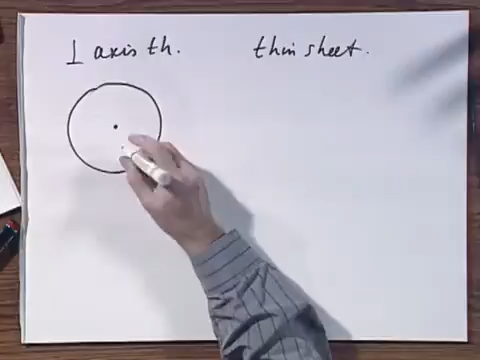 ⊥ axis th. thin sheet.